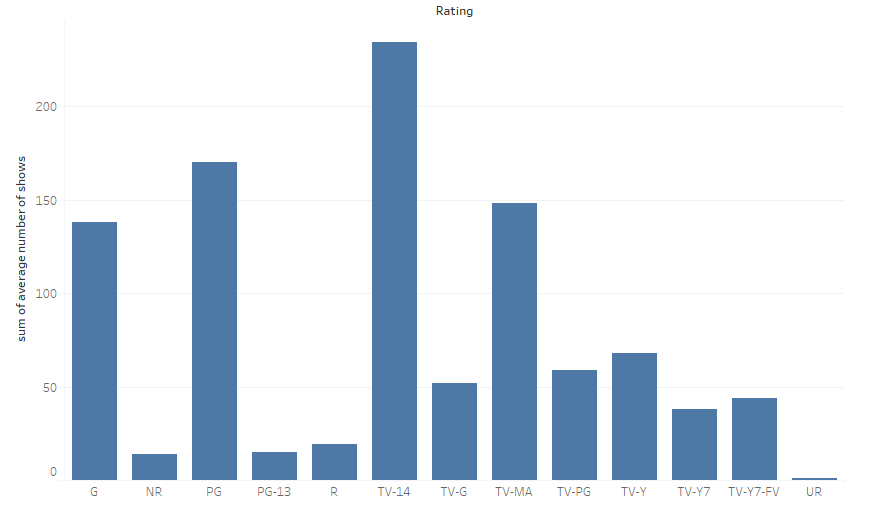 Rating
sum of average number of shows
200
150
100
50
0
G NR PG PG-13 R TV-14 TV-G TV-MA TV-PG TV-Y TV-Y7 TV-Y7-FV UR